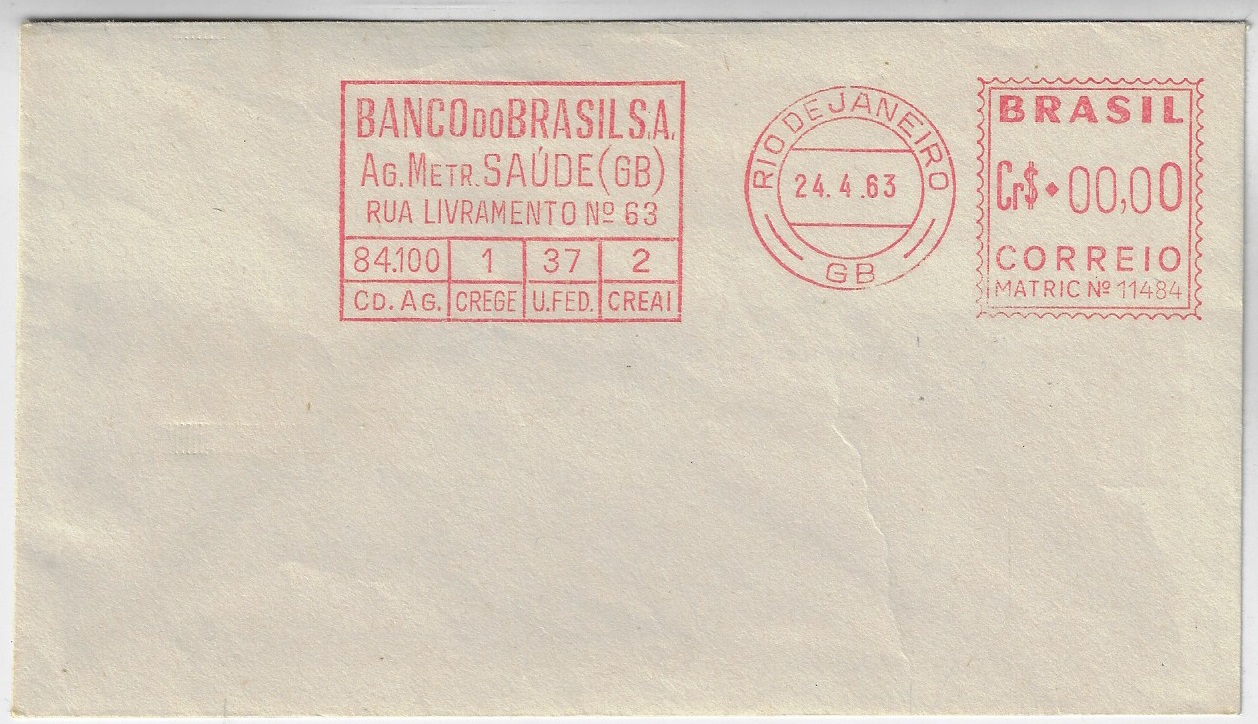 BANCO DO BRASIL S.A.
AG. METR. SAÚDE (GB)
RUA LIVRAMENTO Nº 63
84.100 1 37 2
CD. AG. CREGE U.FED. CREAI
RIO DE JANEIRO
24.4.63
GB
BRASIL
Cr$ 00,00
CORREIO
MATRIC Nº 11484